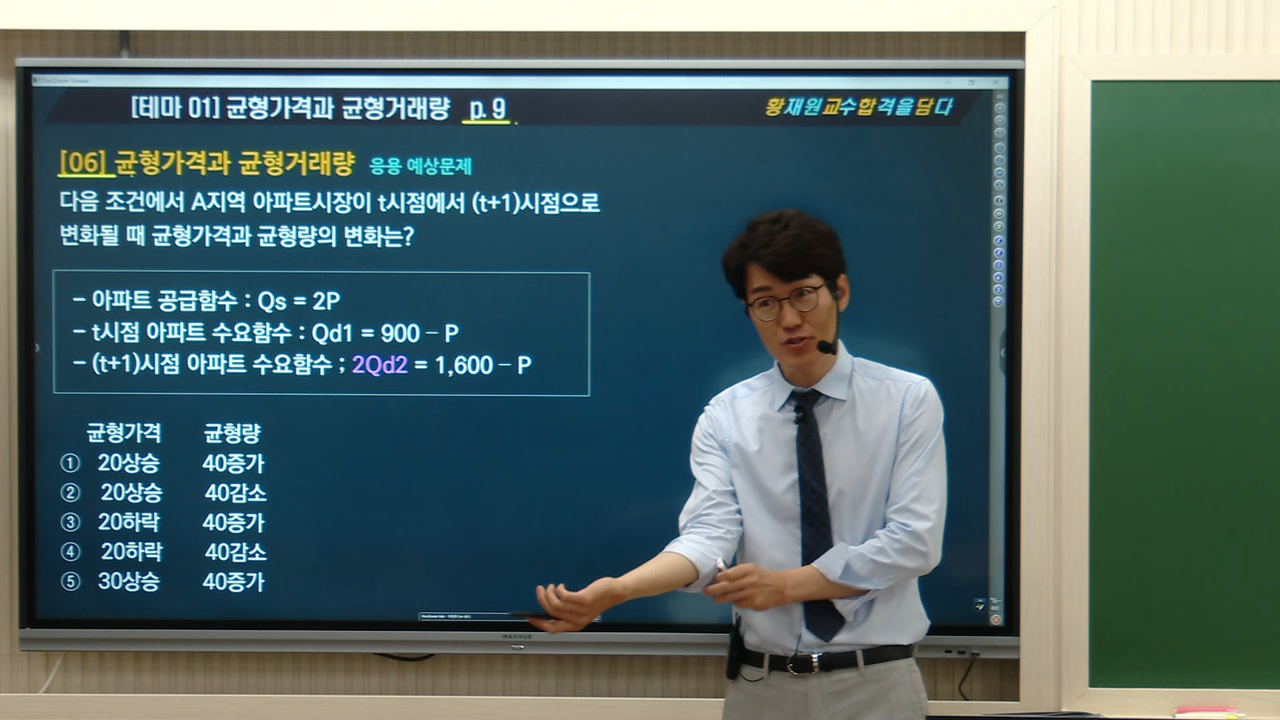 [테마 01] 균형가격과 균형거래량 p.9
황재원교수합격을담다
[06] 균형가격과 균형거래량 응용 예상문제
다음 조건에서 A지역 아파트시장이 t시점에서 (t+1)시점으로
변화될 때 균형가격과 균형량의 변화는?
- 아파트 공급함수 : Qs = 2P
- t시점 아파트 수요함수 : Qd1 = 900 - P
- (t+1)시점 아파트 수요함수 ; 2Qd2 = 1,600 - P
균형가격 균형량
① 20상승 40증가
② 20상승 40감소
③ 20하락 40증가
④ 20하락 40감소
⑤ 30상승 40증가
MAXHUB